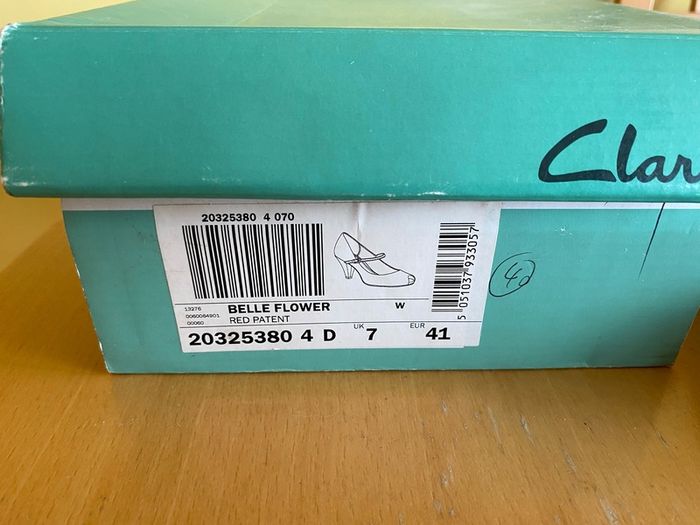 Clar
20325380 4 070
13276
0060084901
00060
BELLE FLOWER
W
RED PATENT
20325380 4 D UK 7 EUR 41
5 051037 933057